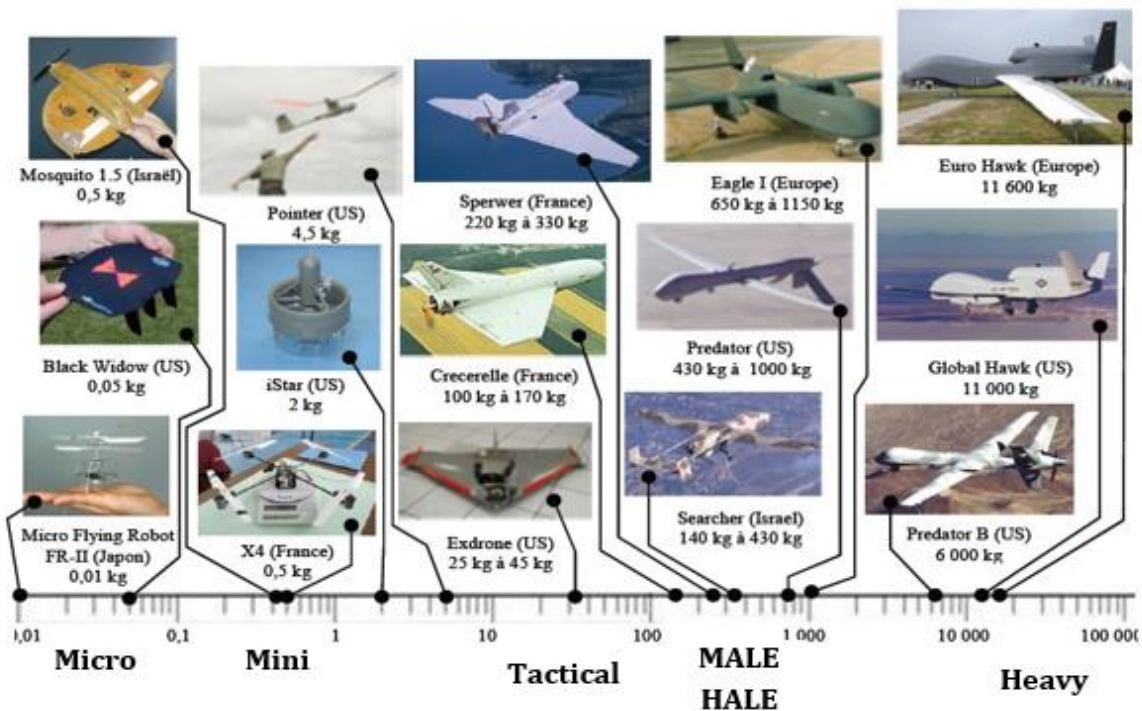 Mosquito 1.5 (Israël)
0,5 kg
Black Widow (US)
0,05 kg
Micro Flying Robot
FR-II (Japon)
0,01 kg
Pointer (US)
4,5 kg
iStar (US)
2 kg
X4 (France)
0,5 kg
Sperwer (France)
220 kg à 330 kg
Crecerelle (France)
100 kg à 170 kg
Exdrone (US)
25 kg à 45 kg
Eagle I (Europe)
650 kg à 1150 kg
Predator (US)
430 kg à 1000 kg
Searcher (Israel)
140 kg à 430 kg
Euro Hawk (Europe)
11 600 kg
Global Hawk (US)
11 000 kg
Predator B (US)
6 000 kg
0,01 0,1 1 10 100 1 000 10 000 100 000
Micro Mini Tactical MALE Heavy
HALE